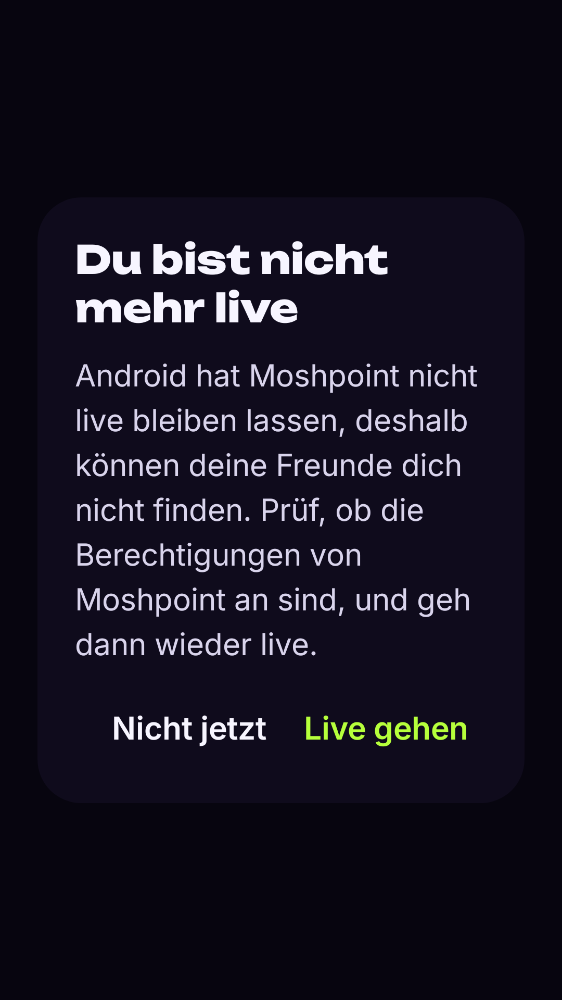 Du bist nicht
mehr live
Android hat Moshpoint nicht
live bleiben lassen, deshalb
können deine Freunde dich
nicht finden. Prüf, ob die
Berechtigungen von
Moshpoint an sind, und geh
dann wieder live.
Nicht jetzt Live gehen